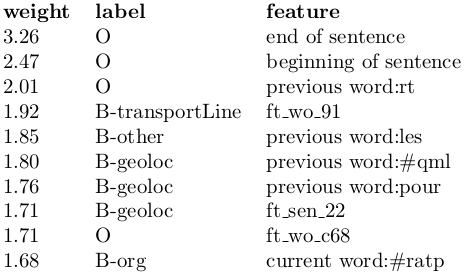 weight label feature
3.26 O end of sentence
2.47 O beginning of sentence
2.01 O previous word:rt
1.92 B-transportLine ft_wo_91
1.85 B-other previous word:les
1.80 B-geoloc previous word:#qml
1.76 B-geoloc previous word:pour
1.71 B-geoloc ft_sen_22
1.71 O ft_wo_c68
1.68 B-org current word:#ratp